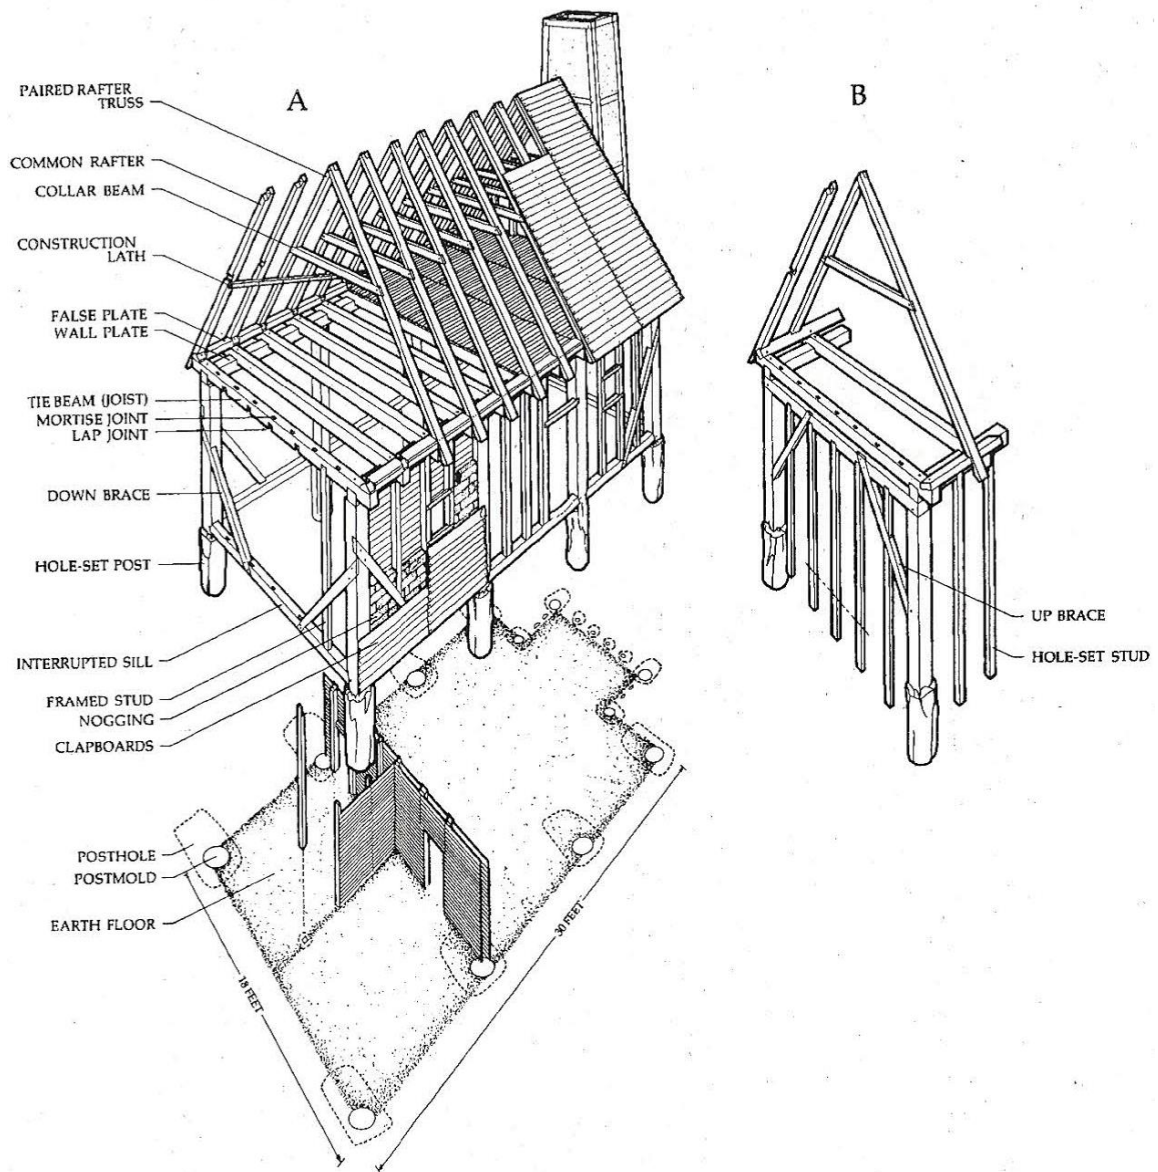 A
B
PAIRED RAFTER
TRUSS
COMMON RAFTER
COLLAR BEAM
CONSTRUCTION
LATH
FALSE PLATE
WALL PLATE
TIE BEAM (JOIST)
MORTISE JOINT
LAP JOINT
DOWN BRACE
HOLE-SET POST
INTERRUPTED SILL
FRAMED STUD
NOGGING
CLAPBOARDS
POSTHOLE
POSTMOLD
EARTH FLOOR
18 FEET
30 FEET
UP BRACE
HOLE-SET STUD